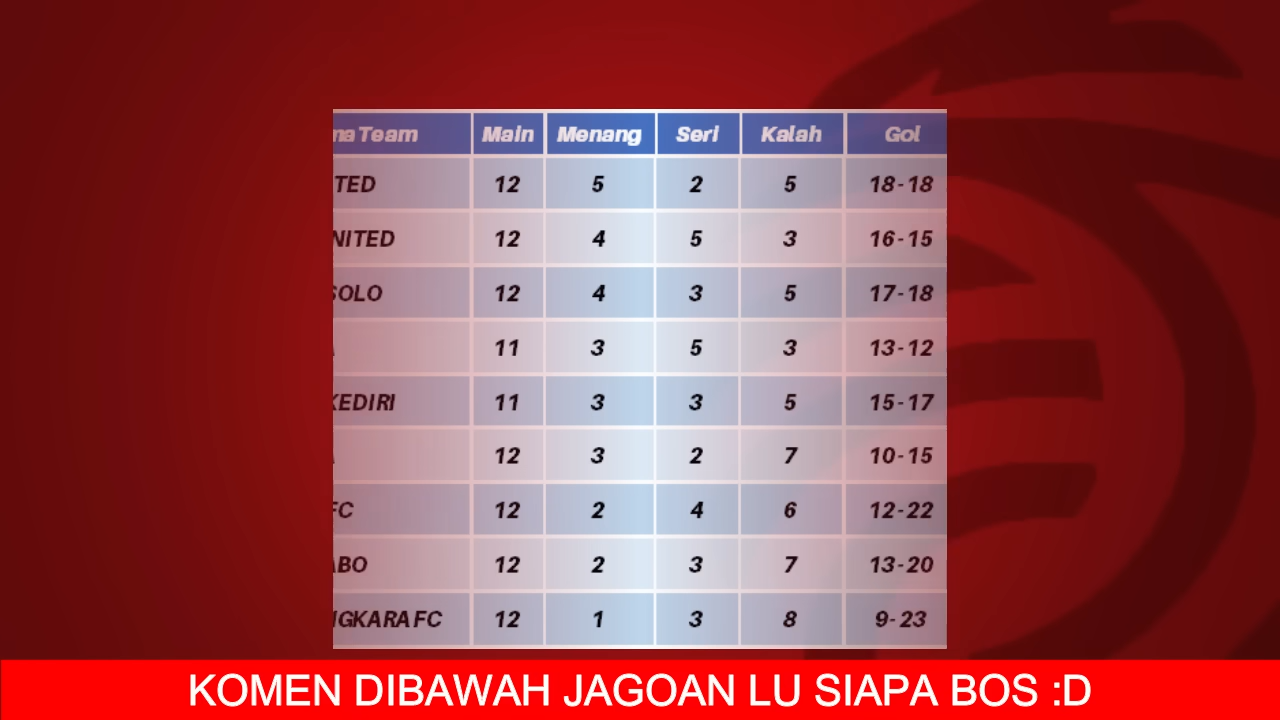 naTeam Main Menang Seri Kalah Gol
TED 12 5 2 5 18-18
NITED 12 4 5 3 16-15
SOLO 12 4 3 5 17-18
11 3 5 3 13-12
KEDIRI 11 3 3 5 15-17
12 3 2 7 10-15
FC 12 2 4 6 12-22
ABO 12 2 3 7 13-20
NGKARA FC 12 1 3 8 9-23
KOMEN DIBAWAH JAGOAN LU SIAPA BOS :D